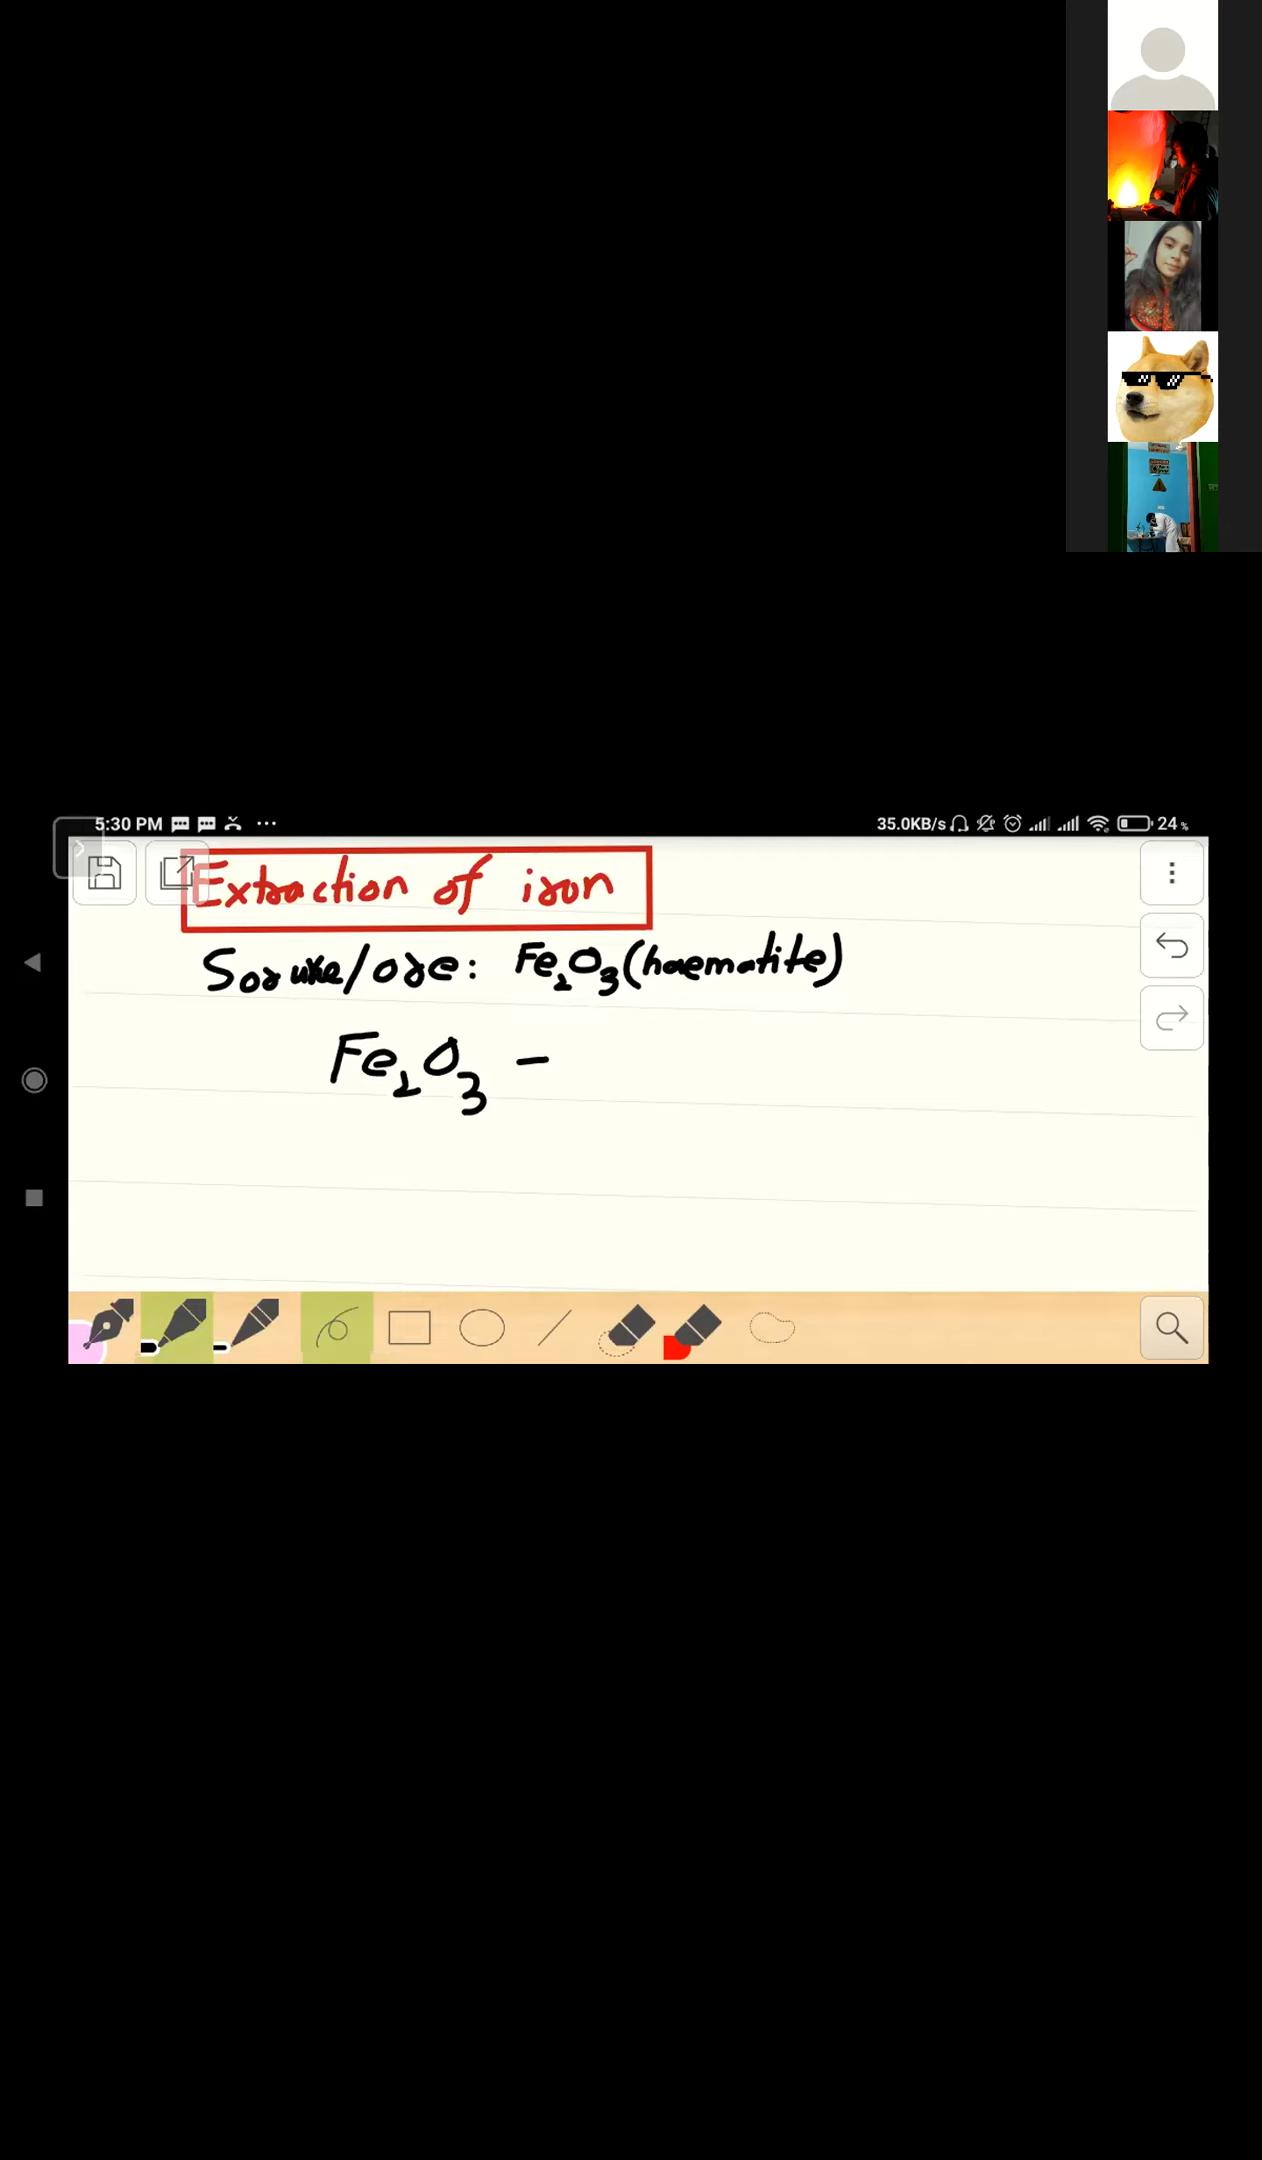 5:30 PM ... 35.0KB/s 24%
Extraction of iron
Source/ore: Fe₂O₃(haematite)
Fe₂O₃ –